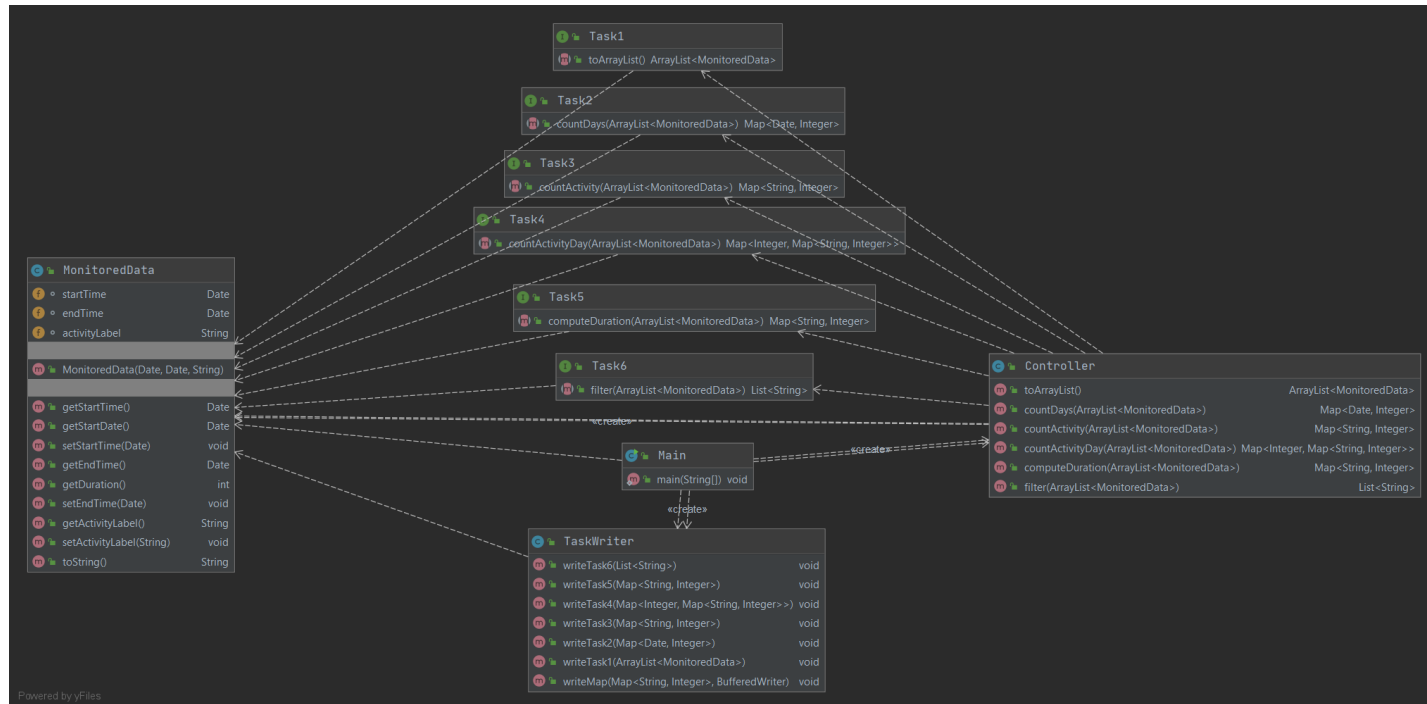 Task1
toArrayList() ArrayList<MonitoredData>
Task2
countDays(ArrayList<MonitoredData>) Map<Date, Integer>
Task3
countActivity(ArrayList<MonitoredData>) Map<String, Integer>
Task4
countActivityDay(ArrayList<MonitoredData>) Map<Integer, Map<String, Integer>>
MonitoredData
startTime Date
endTime Date
activityLabel String
MonitoredData(Date, Date, String)
getStartTime() Date
getStartDate() Date
setStartTime(Date) void
getEndTime() Date
getDuration() int
setEndTime(Date) void
getActivityLabel() String
setActivityLabel(String) void
toString() String
Task5
computeDuration(ArrayList<MonitoredData>) Map<String, Integer>
Task6
filter(ArrayList<MonitoredData>) List<String>
«create»
Main
main(String[]) void
«create»
«create»
Controller
toArrayList() ArrayList<MonitoredData>
countDays(ArrayList<MonitoredData>) Map<Date, Integer>
countActivity(ArrayList<MonitoredData>) Map<String, Integer>
countActivityDay(ArrayList<MonitoredData>) Map<Integer, Map<String, Integer>>
computeDuration(ArrayList<MonitoredData>) Map<String, Integer>
filter(ArrayList<MonitoredData>) List<String>
TaskWriter
writeTask6(List<String>) void
writeTask5(Map<String, Integer>) void
writeTask4(Map<Integer, Map<String, Integer>>) void
writeTask3(Map<String, Integer>) void
writeTask2(Map<Date, Integer>) void
writeTask1(ArrayList<MonitoredData>) void
writeMap(Map<String, Integer>, BufferedWriter) void
Powered by yFiles